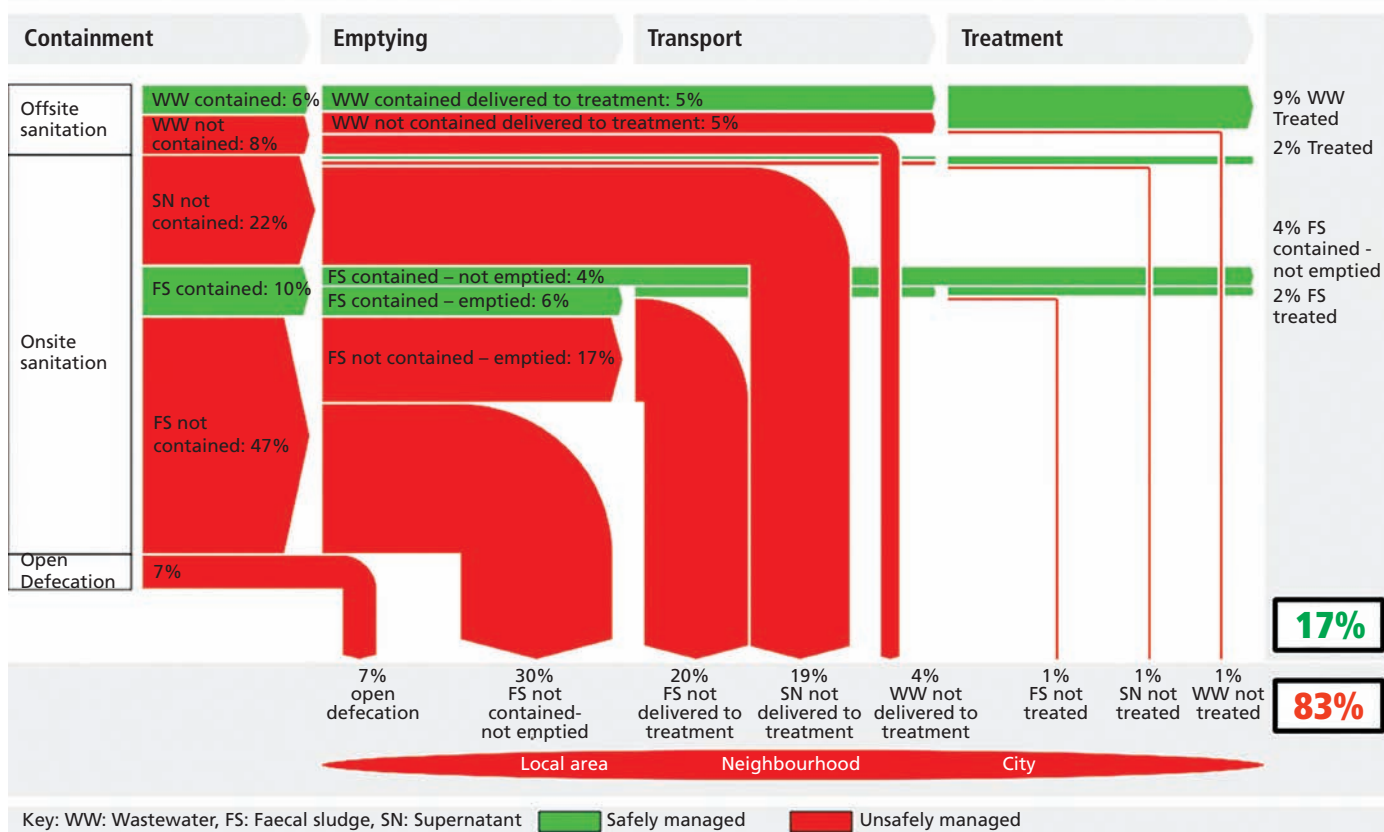 Containment
Emptying
Transport
Treatment
Offsite
sanitation
WW contained: 6%
WW not
contained: 8%
WW contained delivered to treatment: 5%
WW not contained delivered to treatment: 5%
9% WW
Treated
2% Treated
Onsite
sanitation
SN not
contained: 22%
FS contained: 10%
FS not
contained: 47%
FS contained – not emptied: 4%
FS contained – emptied: 6%
FS not contained – emptied: 17%
4% FS
contained -
not emptied
2% FS
treated
Open
Defecation
7%
17%
83%
7%
open
defecation
30%
FS not
contained-
not emptied
20%
FS not
delivered to
treatment
19%
SN not
delivered to
treatment
4%
WW not
delivered to
treatment
1%
FS not
treated
1%
SN not
treated
1%
WW not
treated
Local area
Neighbourhood
City
Key: WW: Wastewater, FS: Faecal sludge, SN: Supernatant
Safely managed
Unsafely managed